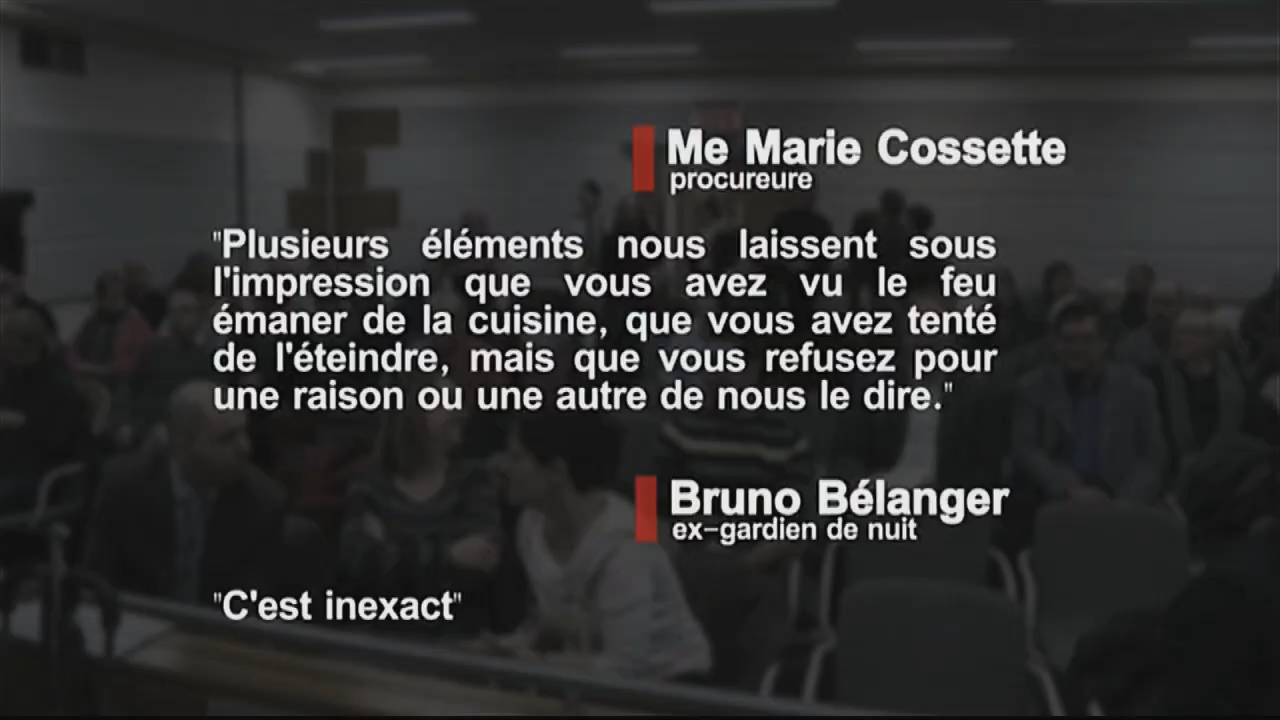 Me Marie Cossette
procureure
"Plusieurs éléments nous laissent sous
l'impression que vous avez vu le feu
émaner de la cuisine, que vous avez tenté
de l'éteindre, mais que vous refusez pour
une raison ou une autre de nous le dire."
Bruno Bélanger
ex-gardien de nuit
"C'est inexact"